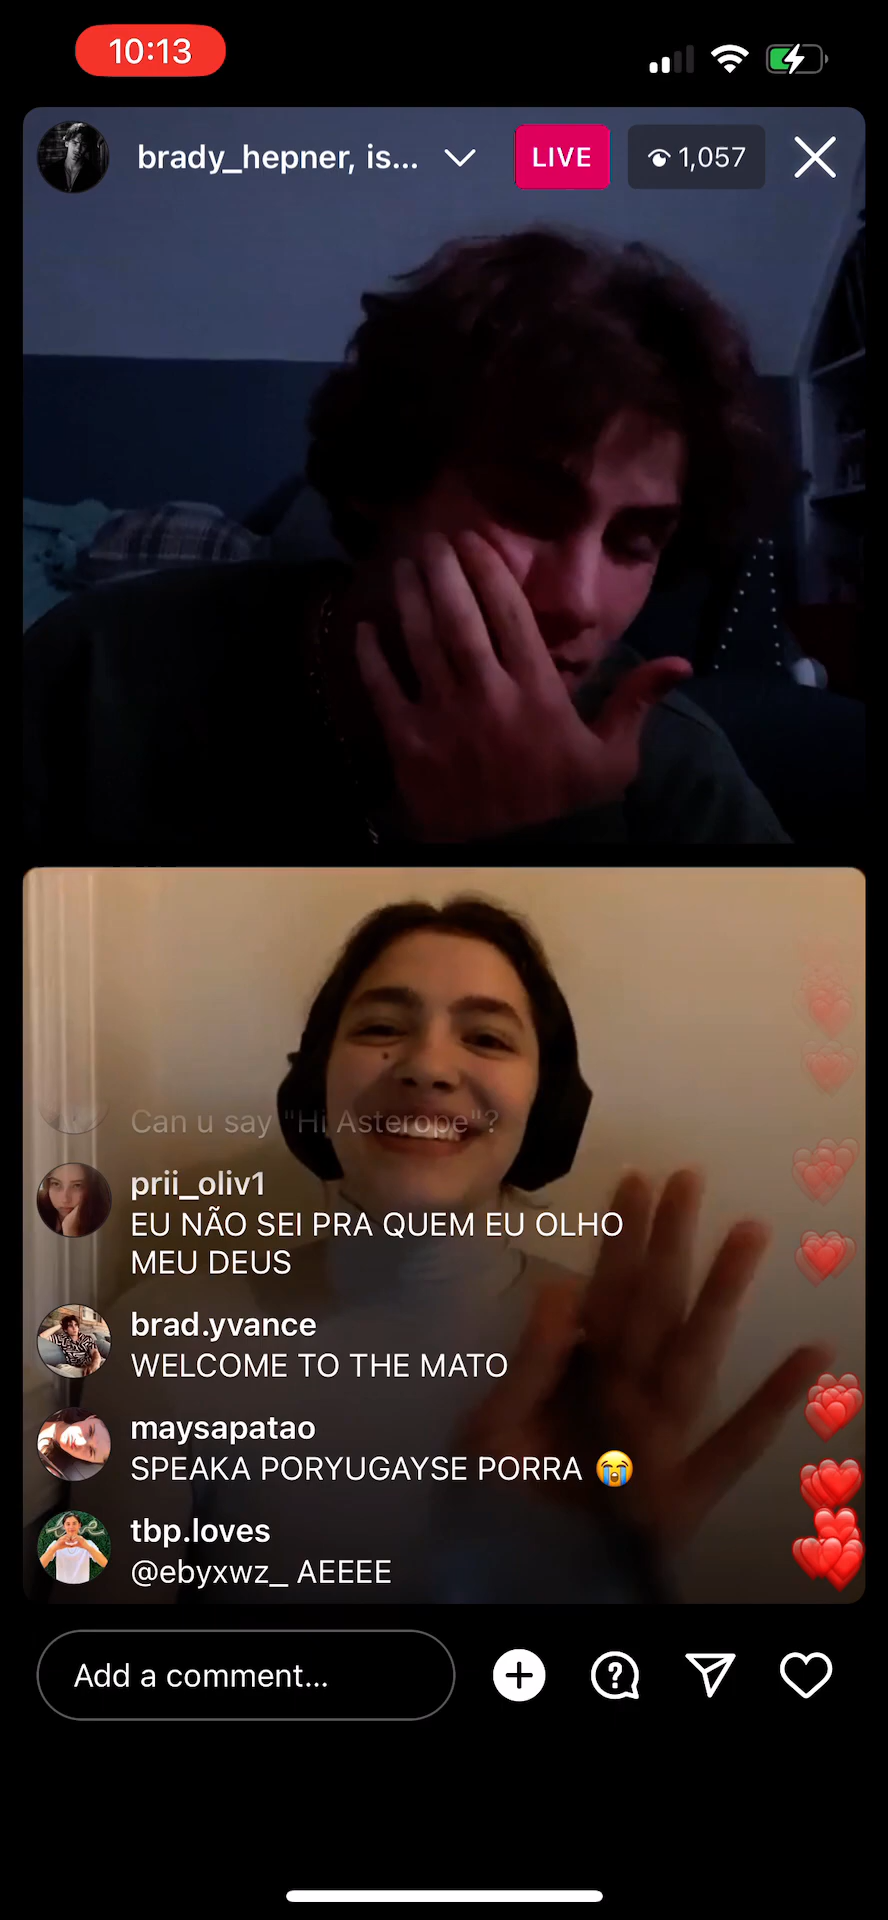 10:13
brady_hepner, is...
LIVE
1,057
Can u say "Hi Asterope"?
prii_oliv1
EU NÃO SEI PRA QUEM EU OLHO
MEU DEUS
brad.yvance
WELCOME TO THE MATO
maysapatao
SPEAKA PORYUGAYSE PORRA 😭
tbp.loves
@ebyxwz_ AEEEE
Add a comment...